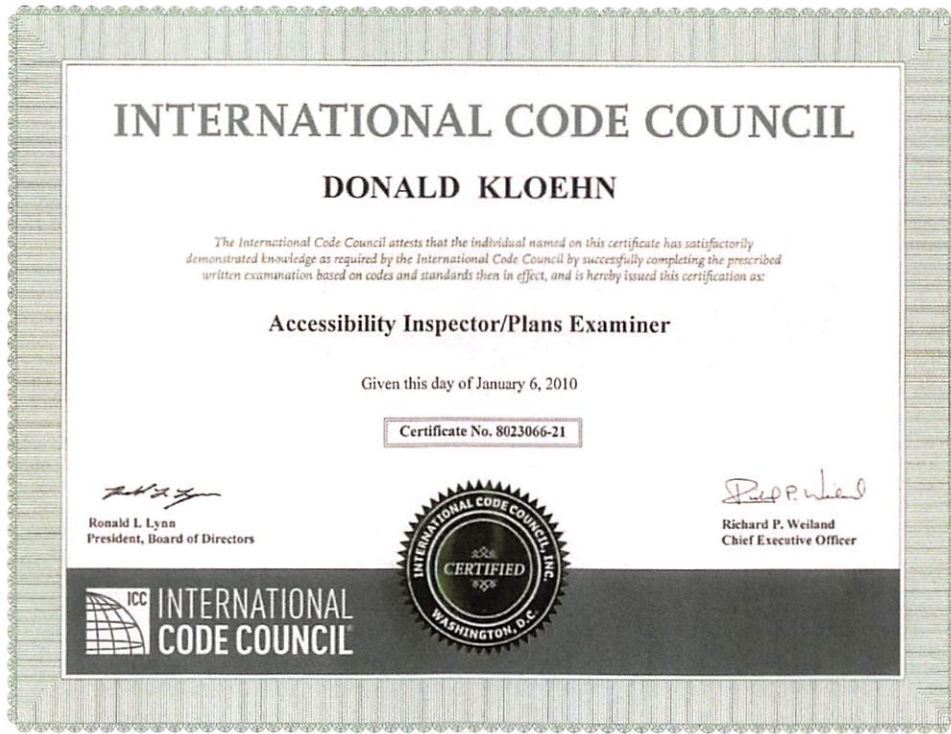 INTERNATIONAL CODE COUNCIL
DONALD KLOEHN
The International Code Council attests that the individual named on this certificate has satisfactorily
demonstrated knowledge as required by the International Code Council by successfully completing the prescribed
written examination based on codes and standards then in effect, and is hereby issued this certification as:
Accessibility Inspector/Plans Examiner
Given this day of January 6, 2010
Certificate No. 8023066-21
Ronald L Lynn
President, Board of Directors
Richard P. Weiland
Chief Executive Officer
INTERNATIONAL CODE COUNCIL, INC.
CERTIFIED
WASHINGTON, D.C.
ICC INTERNATIONAL
CODE COUNCIL